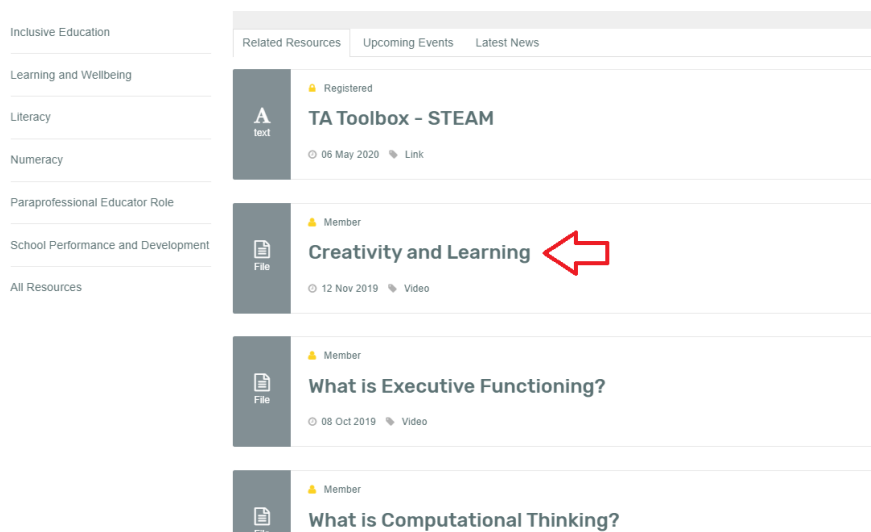 Inclusive Education
Learning and Wellbeing
Literacy
Numeracy
Paraprofessional Educator Role
School Performance and Development
All Resources
Related Resources Upcoming Events Latest News
Registered
A
text
TA Toolbox - STEAM
06 May 2020 Link
Member
File
Creativity and Learning
12 Nov 2019 Video
Member
File
What is Executive Functioning?
08 Oct 2019 Video
Member
What is Computational Thinking?